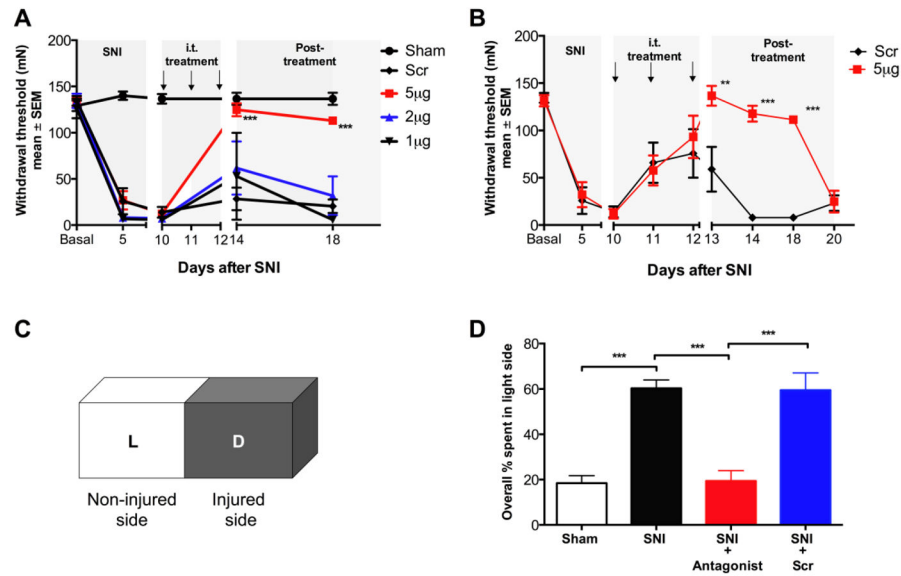 A
Withdrawal threshold (mN)
mean ± SEM
200
150
100
50
0
SNI
i.t.
treatment
Post-
treatment
***
***
Basal
5
10
11
12
14
18
Days after SNI
Sham
Scr
5µg
2µg
1µg
B
Withdrawal threshold (mN)
mean ± SEM
200
150
100
50
0
SNI
i.t.
treatment
Post-
treatment
**
***
***
Basal
5
10
11
12
13
14
18
20
Days after SNI
Scr
5µg
C
L
D
Non-injured
side
Injured
side
D
Overall % spent in light side
80
60
40
20
0
***
***
***
Sham
SNI
SNI
+
Antagonist
SNI
+
Scr